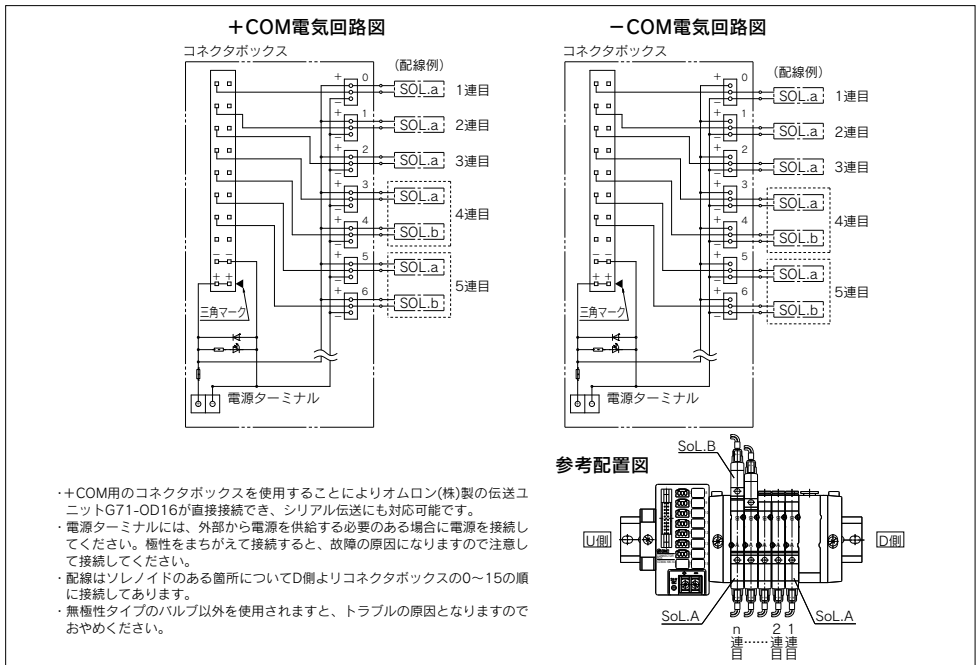 +COM電気回路図
コネクタボックス
(配線例)
+ 0
SOL.a 1連目
−
+ 1
SOL.a 2連目
−
+ 2
SOL.a 3連目
−
+ 3
SOL.a
−
4連目
+ 4
SOL.b
−
+ 5
SOL.a
−
5連目
+ 6
SOL.b
−
− −
+ +
三角マーク
電源ターミナル
−COM電気回路図
コネクタボックス
(配線例)
+ 0
SOL.a 1連目
−
+ 1
SOL.a 2連目
−
+ 2
SOL.a 3連目
−
+ 3
SOL.a
−
4連目
+ 4
SOL.b
−
+ 5
SOL.a
−
5連目
+ 6
SOL.b
−
− −
+ +
三角マーク
電源ターミナル
・+COM用のコネクタボックスを使用することによりオムロン(株)製の伝送ユ
ニットG71-OD16が直接接続でき、シリアル伝送にも対応可能です。
・電源ターミナルには、外部から電源を供給する必要のある場合に電源を接続し
てください。極性をまちがえて接続すると、故障の原因になりますので注意し
て接続してください。
・配線はソレノイドのある箇所についてD側よりコネクタボックスの0〜15の順
に接続してあります。
・無極性タイプのバルブ以外を使用されますと、トラブルの原因となりますので
おやめください。
参考配置図
SoL.B
U側
D側
SoL.A
SoL.A
n連目
……
2連目
1連目